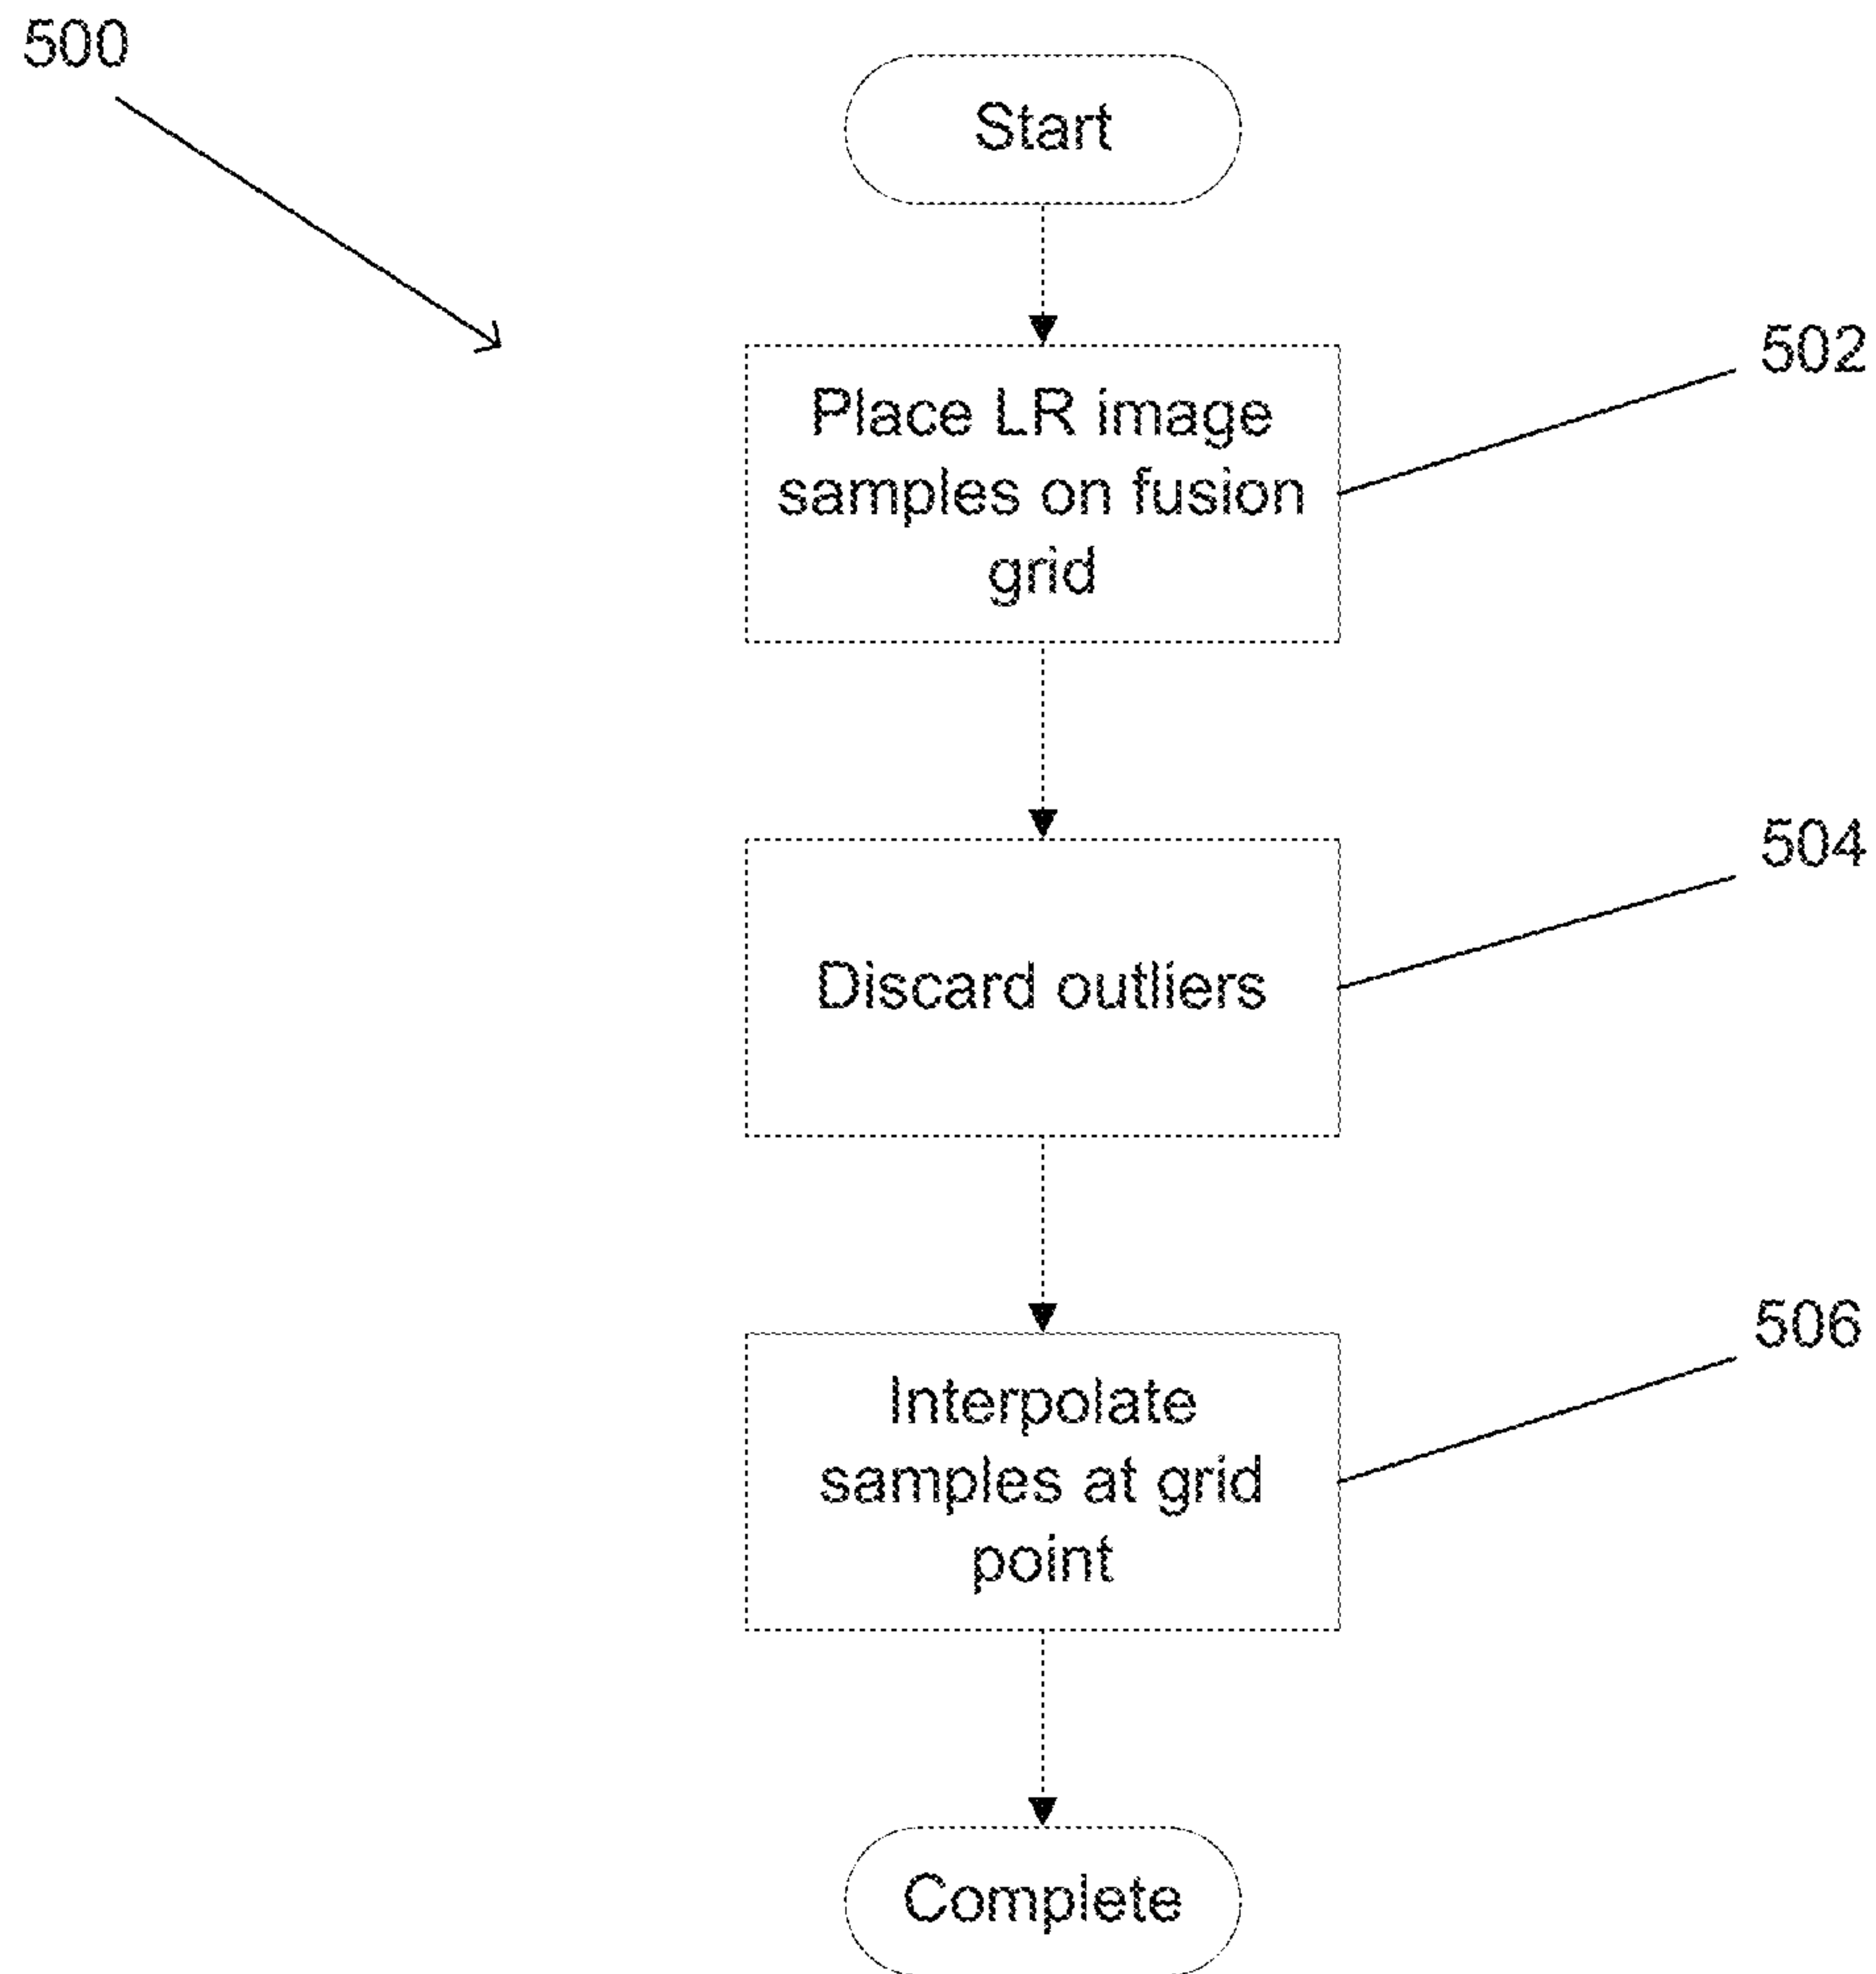 500
Start
502
Place LR image
samples on fusion
grid
504
Discard outliers
506
Interpolate
samples at grid
point
Complete